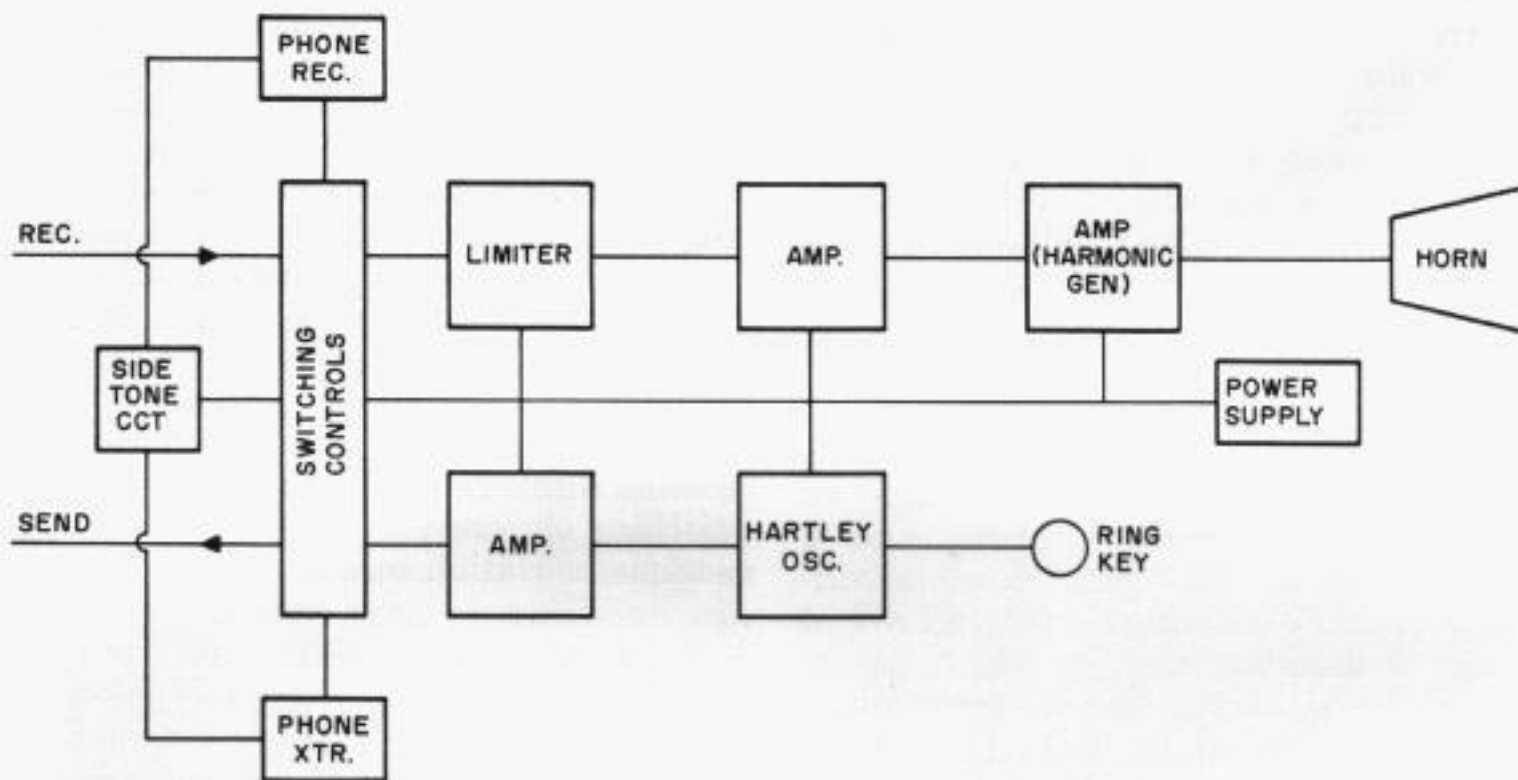 PHONE
REC.
REC.
LIMITER
AMP.
AMP
(HARMONIC
GEN)
HORN
SIDE
TONE
CCT
SWITCHING
CONTROLS
POWER
SUPPLY
SEND
AMP.
HARTLEY
OSC.
RING
KEY
PHONE
XTR.